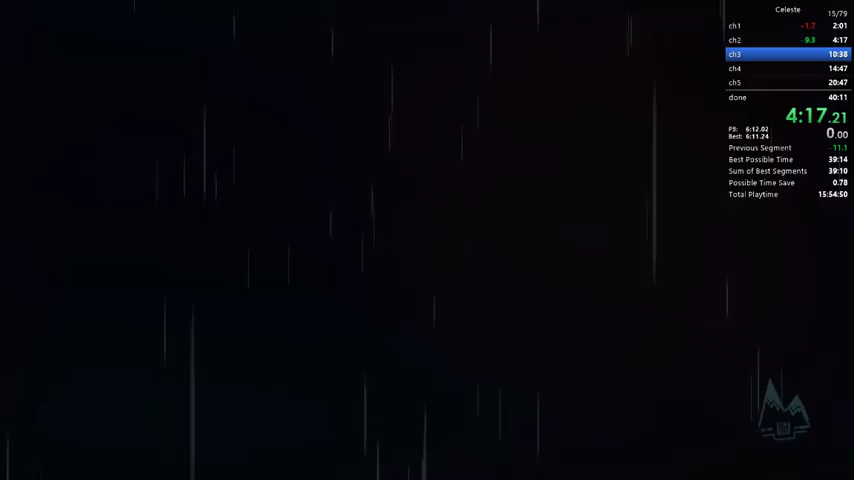 Celeste
15/79
ch1 +1.7 2:01
ch2 -9.3 4:17
ch3 10:38
ch4 14:47
ch5 20:47
done 40:11
4:17.21
PB: 6:12.02
Best: 6:11.24
0.00
Previous Segment -11.1
Best Possible Time 39:14
Sum of Best Segments 39:10
Possible Time Save 0.78
Total Playtime 15:54:50